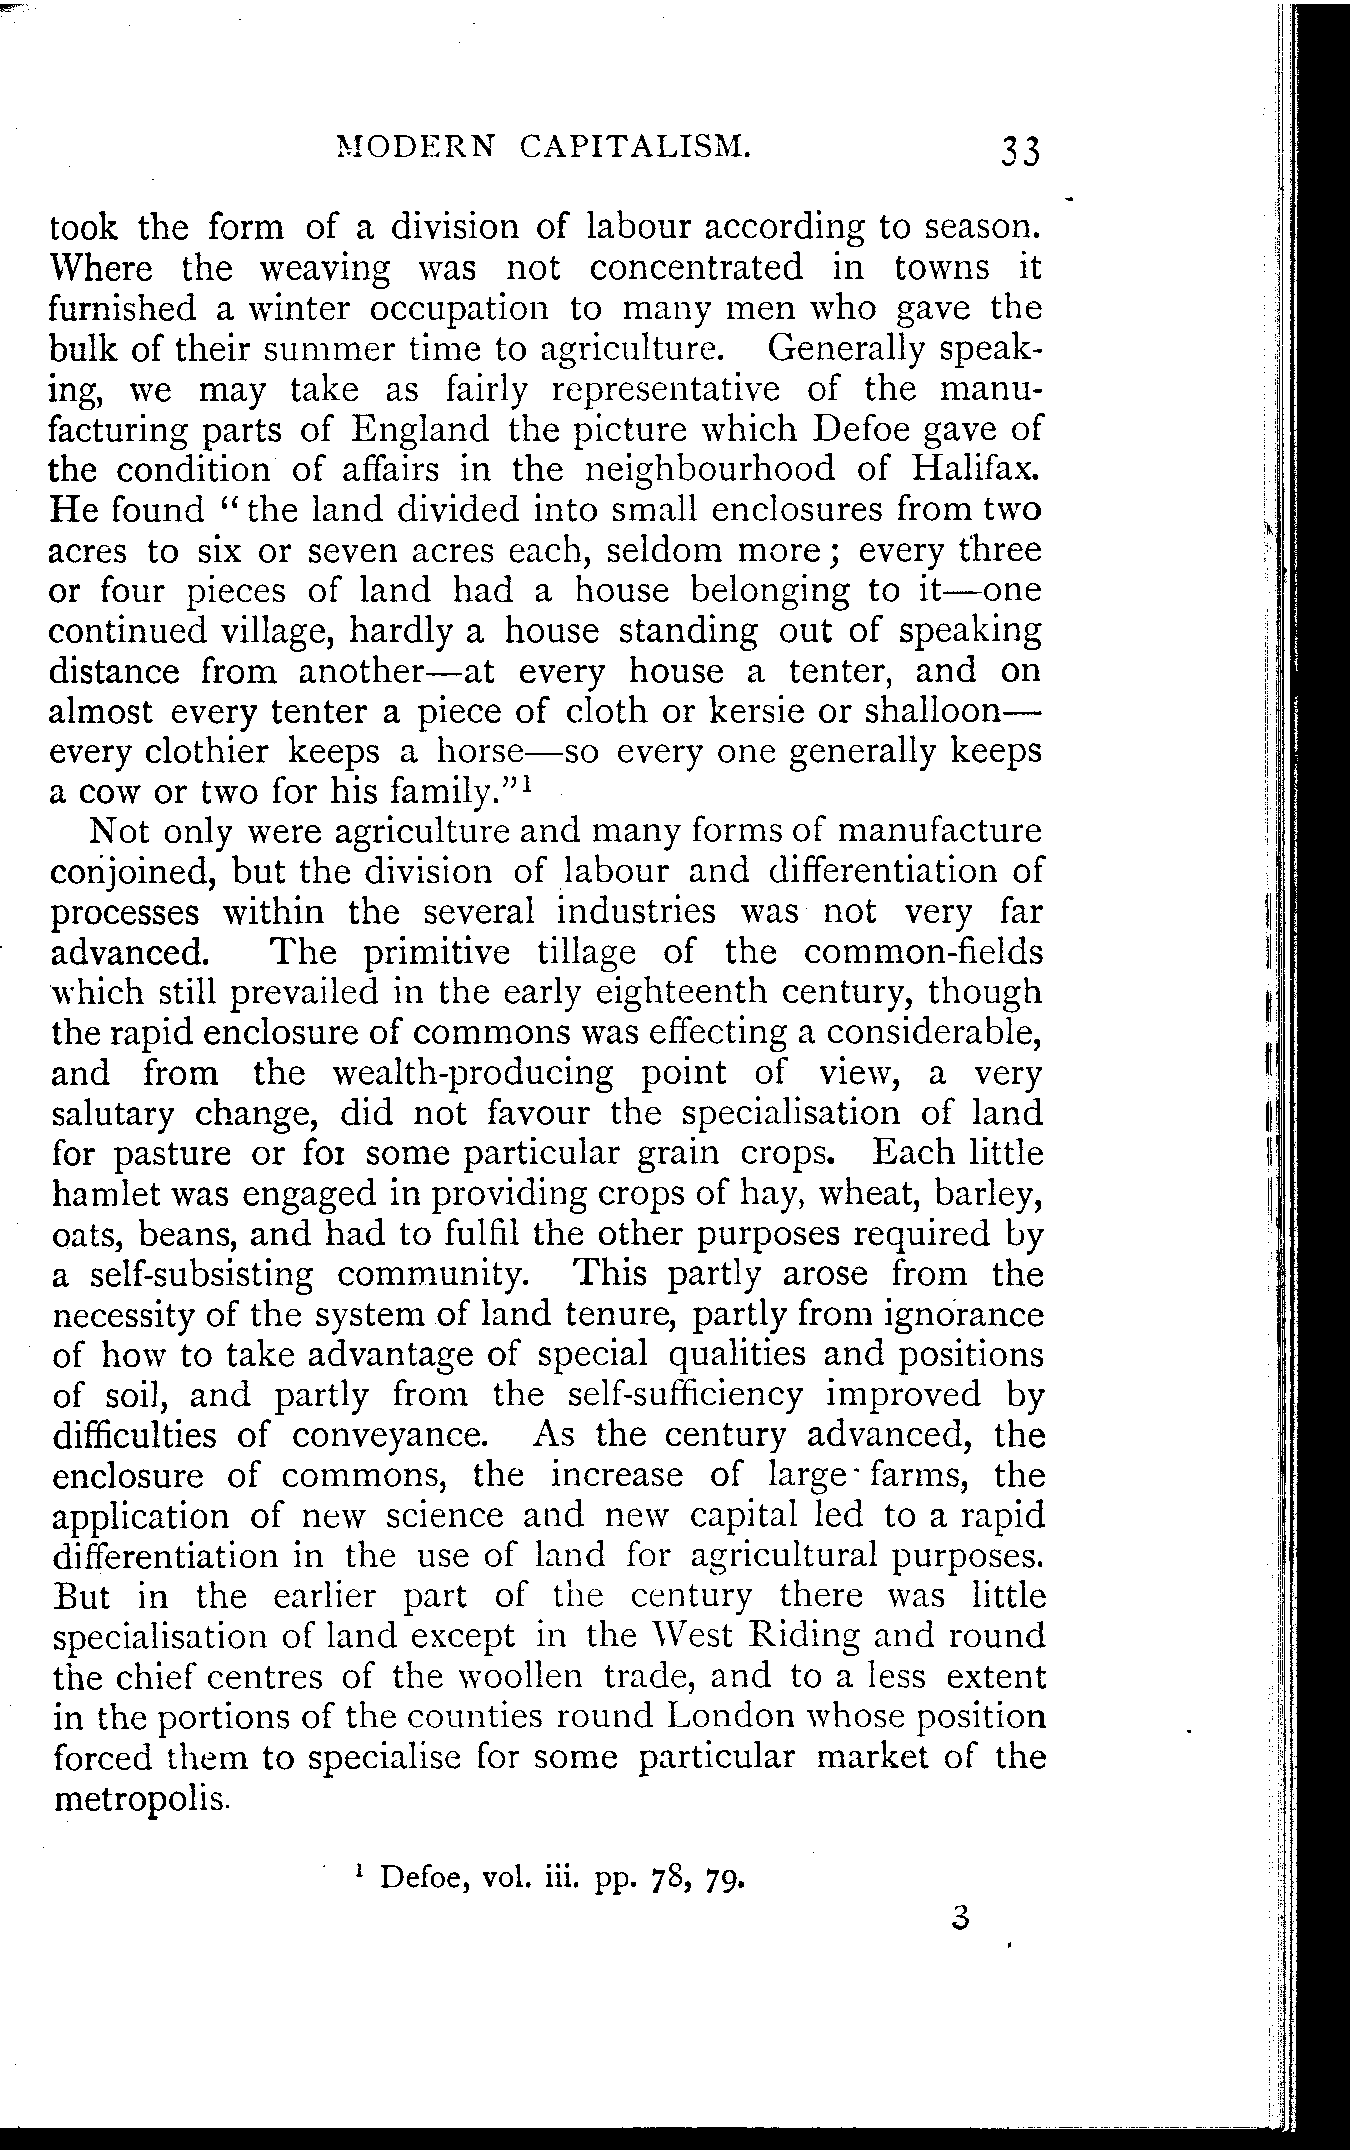 MODERN CAPITALISM. 33
took the form of a division of labour according to season.
Where the weaving was not concentrated in towns it
furnished a winter occupation to many men who gave the
bulk of their summer time to agriculture. Generally speak-
ing, we may take as fairly representative of the manu-
facturing parts of England the picture which Defoe gave of
the condition of affairs in the neighbourhood of Halifax.
He found “the land divided into small enclosures from two
acres to six or seven acres each, seldom more; every three
or four pieces of land had a house belonging to it—one
continued village, hardly a house standing out of speaking
distance from another—at every house a tenter, and on
almost every tenter a piece of cloth or kersie or shalloon—
every clothier keeps a horse—so every one generally keeps
a cow or two for his family.”¹
Not only were agriculture and many forms of manufacture
conjoined, but the division of labour and differentiation of
processes within the several industries was not very far
advanced. The primitive tillage of the common-fields
which still prevailed in the early eighteenth century, though
the rapid enclosure of commons was effecting a considerable,
and from the wealth-producing point of view, a very
salutary change, did not favour the specialisation of land
for pasture or for some particular grain crops. Each little
hamlet was engaged in providing crops of hay, wheat, barley,
oats, beans, and had to fulfil the other purposes required by
a self-subsisting community. This partly arose from the
necessity of the system of land tenure, partly from ignorance
of how to take advantage of special qualities and positions
of soil, and partly from the self-sufficiency improved by
difficulties of conveyance. As the century advanced, the
enclosure of commons, the increase of large farms, the
application of new science and new capital led to a rapid
differentiation in the use of land for agricultural purposes.
But in the earlier part of the century there was little
specialisation of land except in the West Riding and round
the chief centres of the woollen trade, and to a less extent
in the portions of the counties round London whose position
forced them to specialise for some particular market of the
metropolis.
¹ Defoe, vol. iii. pp. 78, 79.
3